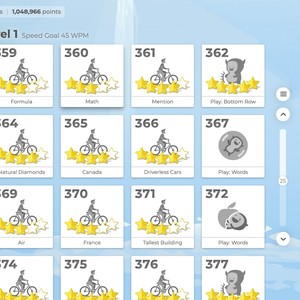 s | 1,048,966 points
vel 1 Speed Goal 45 WPM
359 360 361 362
Formula Math Mention Play: Bottom Row
364 365 366 367
Natural Diamonds Canada Driverless Cars Play: Words
369 370 371 372
Air France Tallest Building Play: Words
25
374 375 376 377